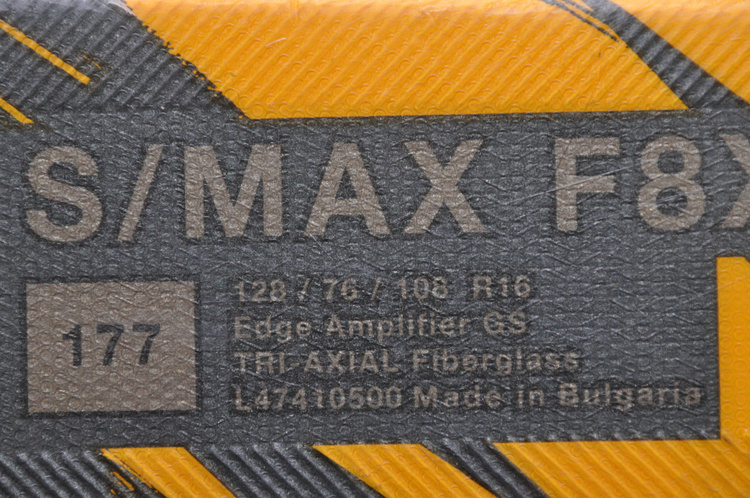 S/MAX F8X
177
128 / 76 / 108 R16
Edge Amplifier GS
TRI-AXIAL Fiberglass
L47410500 Made in Bulgaria